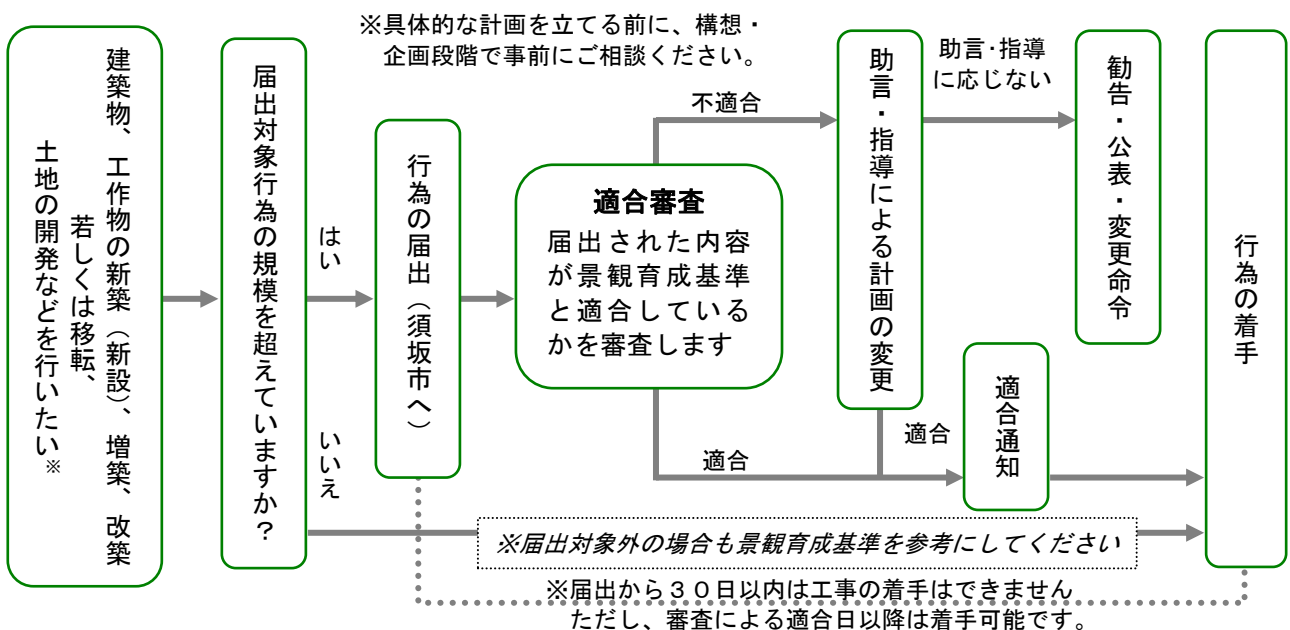 ※具体的な計画を立てる前に、構想・
企画段階で事前にご相談ください。
建築物、工作物の新築（新設）、増築、改築
若しくは移転、
土地の開発などを行いたい※
届出対象行為の規模を超えていますか？
はい
いいえ
行為の届出（須坂市へ）
適合審査
届出された内容
が景観育成基準
と適合している
かを審査します
不適合
適合
助言・指導による計画の変更
助言･指導
に応じない
勧告・公表・変更命令
適合
適合通知
行為の着手
※届出対象外の場合も景観育成基準を参考にしてください
※届出から３０日以内は工事の着手はできません
ただし、審査による適合日以降は着手可能です。